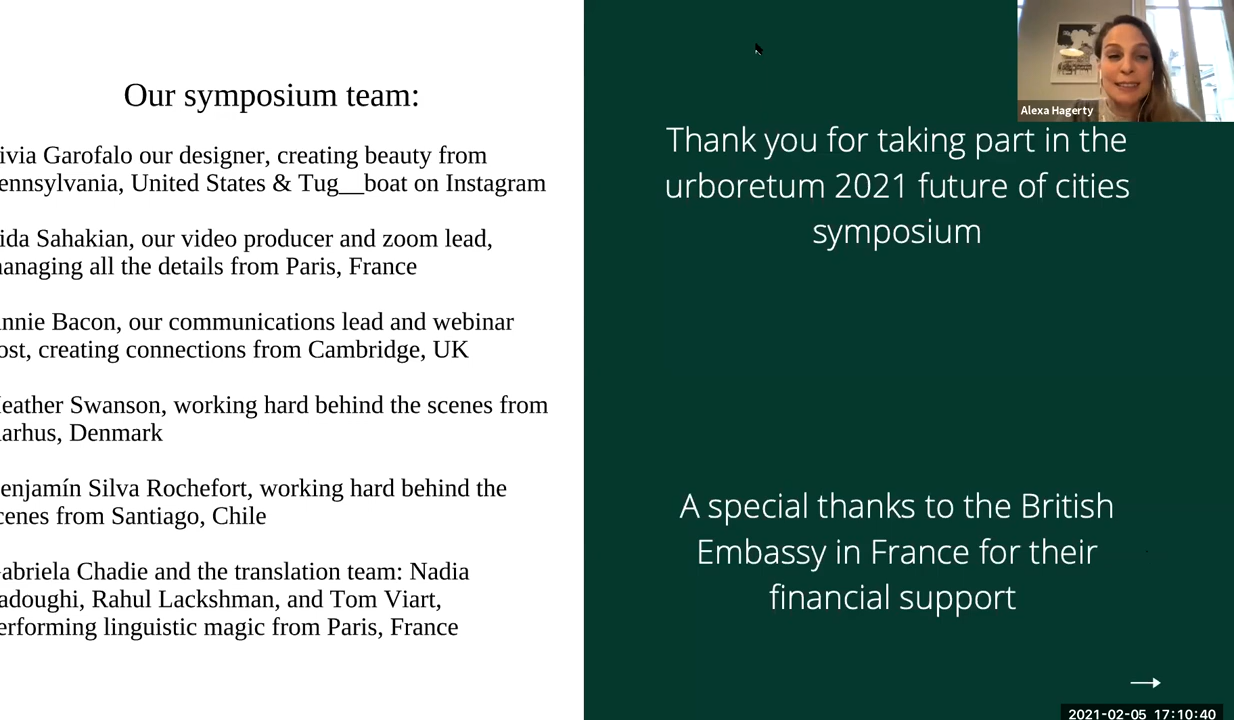 Our symposium team:
ivia Garofalo our designer, creating beauty from
ennsylvania, United States & Tug__boat on Instagram
ida Sahakian, our video producer and zoom lead,
anaging all the details from Paris, France
nnie Bacon, our communications lead and webinar
ost, creating connections from Cambridge, UK
eather Swanson, working hard behind the scenes from
arhus, Denmark
enjamín Silva Rochefort, working hard behind the
cenes from Santiago, Chile
abriela Chadie and the translation team: Nadia
adoughi, Rahul Lackshman, and Tom Viart,
erforming linguistic magic from Paris, France
Alexa Hagerty
Thank you for taking part in the
urboretum 2021 future of cities
symposium
A special thanks to the British
Embassy in France for their
financial support
2021-02-05 17:10:40